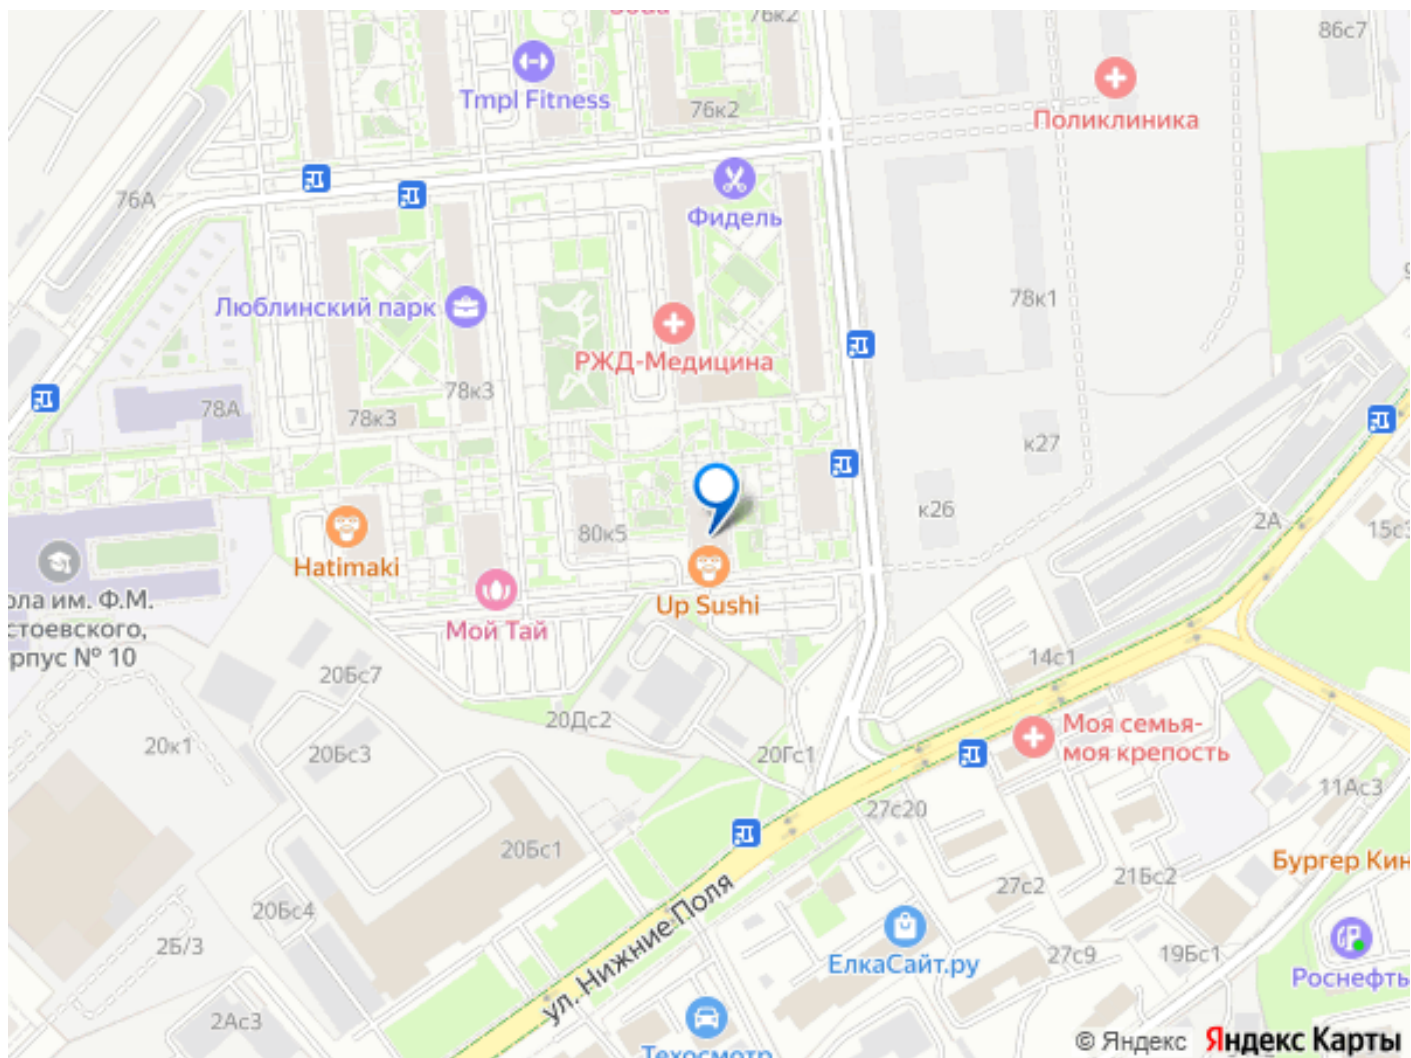 76к2
86с7
Tmpl Fitness
76к2
Поликлиника
76А
Фидель
Люблинский парк
78к1
РЖД-Медицина
78к3
78А
78к3
к27
к26
2А
15с3
80к5
Hatimaki
Up Sushi
ола им. Ф.М.
стоевского,
рпус № 10
Мой Тай
14с1
20Бс7
20Дс2
Моя семья-
моя крепость
20к1
20Бс3
20Гс1
11Ас3
27с20
20Бс1
Бургер Кин
21Бс2
27с2
20Бс4
ул. Нижние Поля
2Б/3
ЕлкаСайт.ру
27с9
19Бс1
Роснефть
2Ас3
Техосмотр
© Яндекс Яндекс Карты